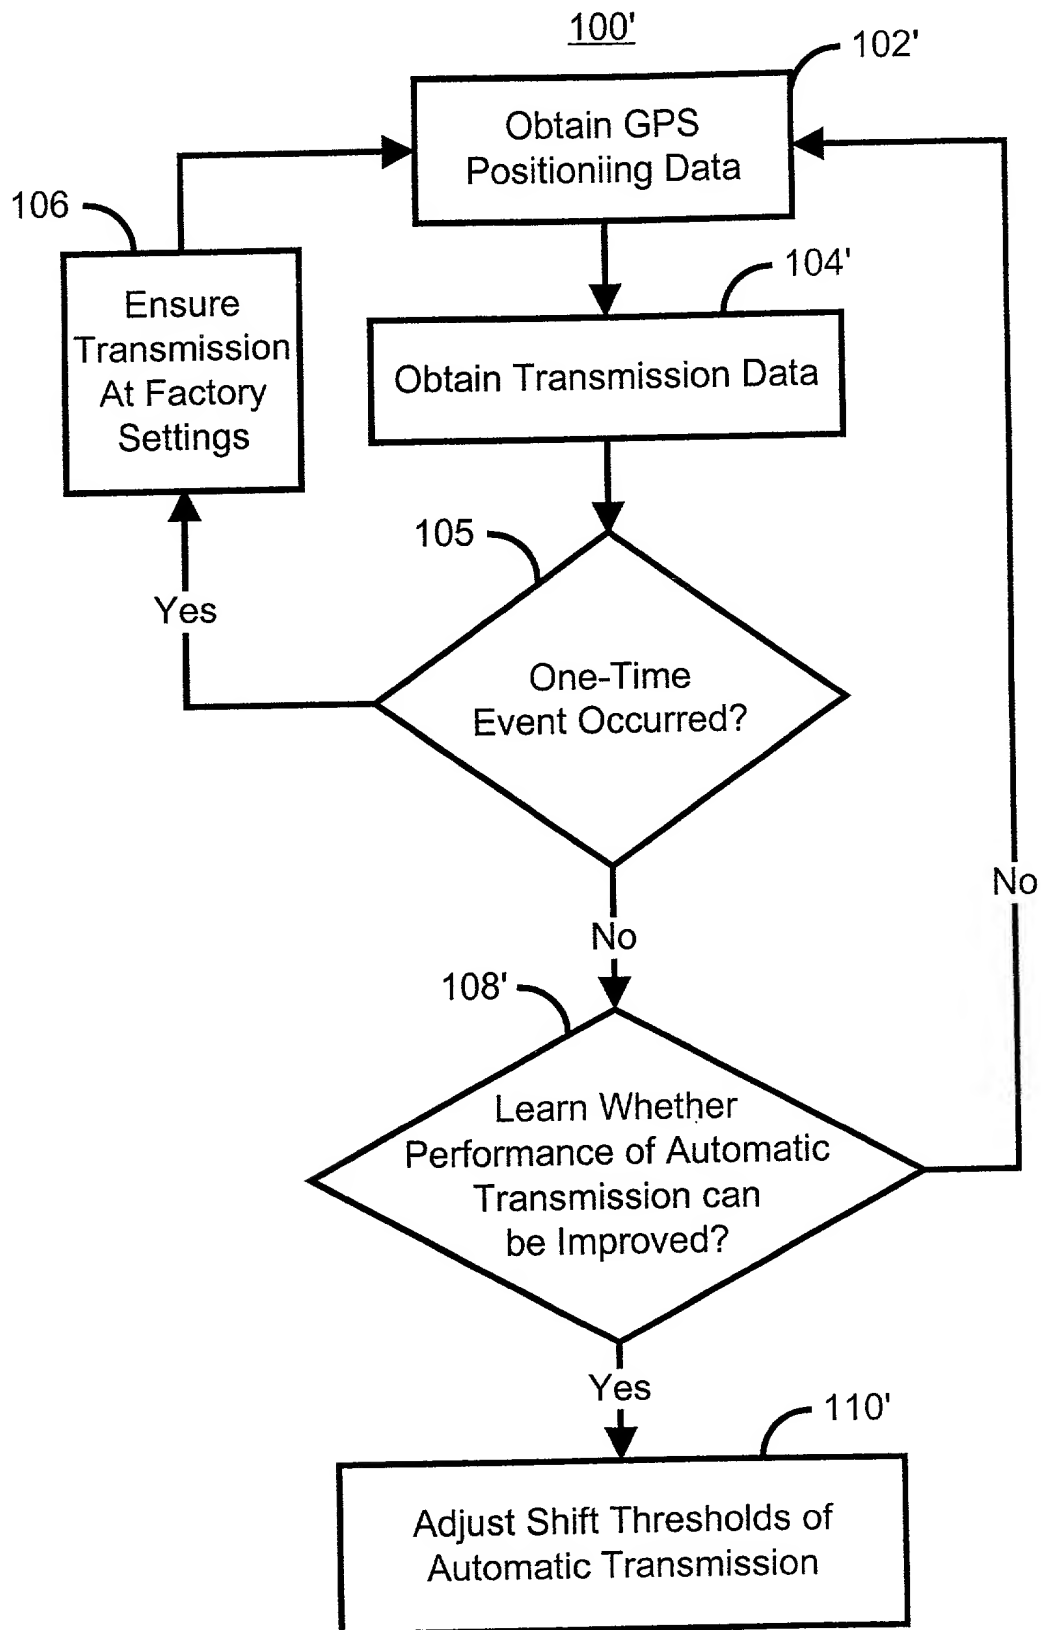 100'
102'
Obtain GPS
Positioniing Data
106
104'
Ensure
Transmission
At Factory
Settings
Obtain Transmission Data
105
Yes
One-Time
Event Occurred?
No
No
108'
Learn Whether
Performance of Automatic
Transmission can
be Improved?
Yes
110'
Adjust Shift Thresholds of
Automatic Transmission